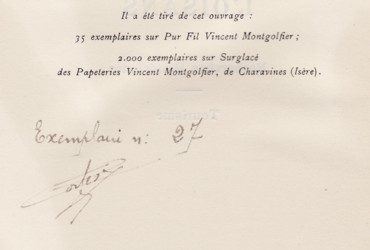 Il a été tiré de cet ouvrage :
35 exemplaires sur Pur Fil Vincent Montgolfier ;
2.000 exemplaires sur Surglacé
des Papeteries Vincent Montgolfier, de Charavines (Isère).
Exemplaire n: 27